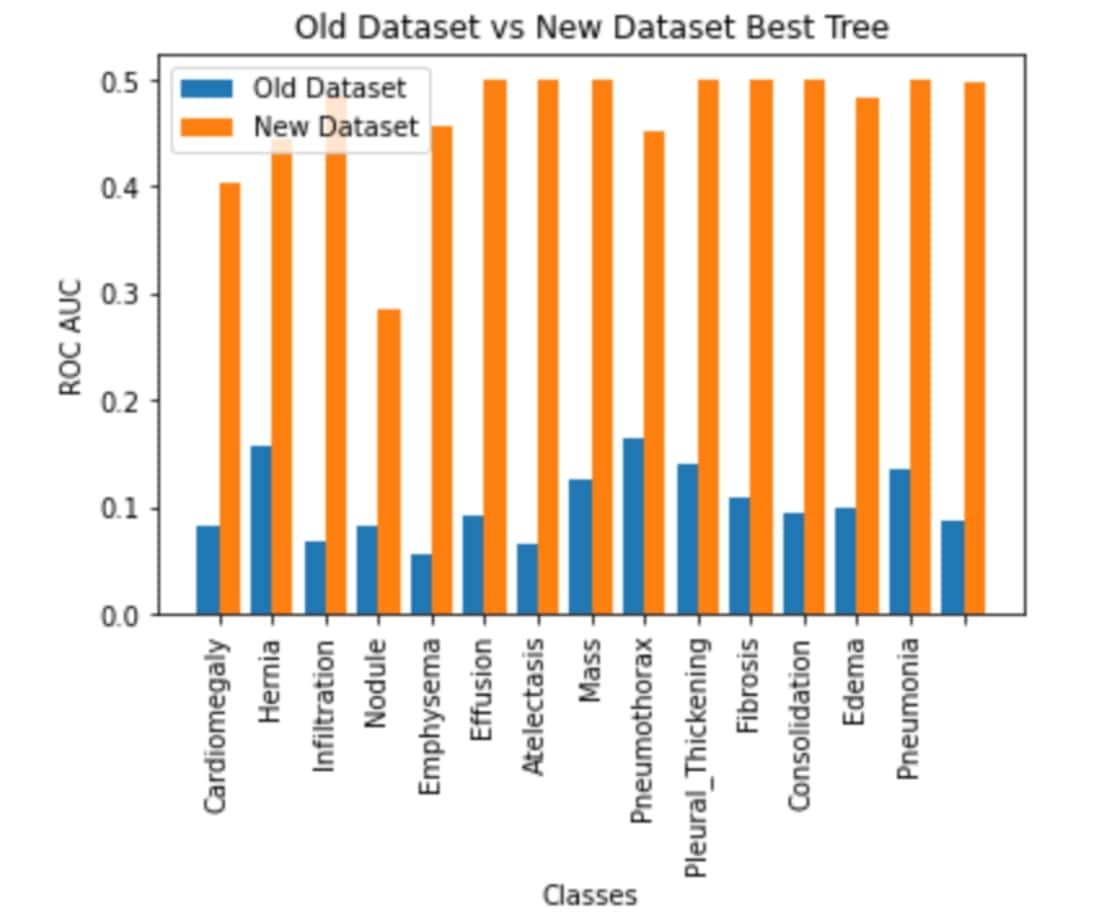 Old Dataset vs New Dataset Best Tree
Old Dataset
New Dataset
ROC AUC
0.5
0.4
0.3
0.2
0.1
0.0
Cardiomegaly
Hernia
Infiltration
Nodule
Emphysema
Effusion
Atelectasis
Mass
Pneumothorax
Pleural_Thickening
Fibrosis
Consolidation
Edema
Pneumonia
Classes